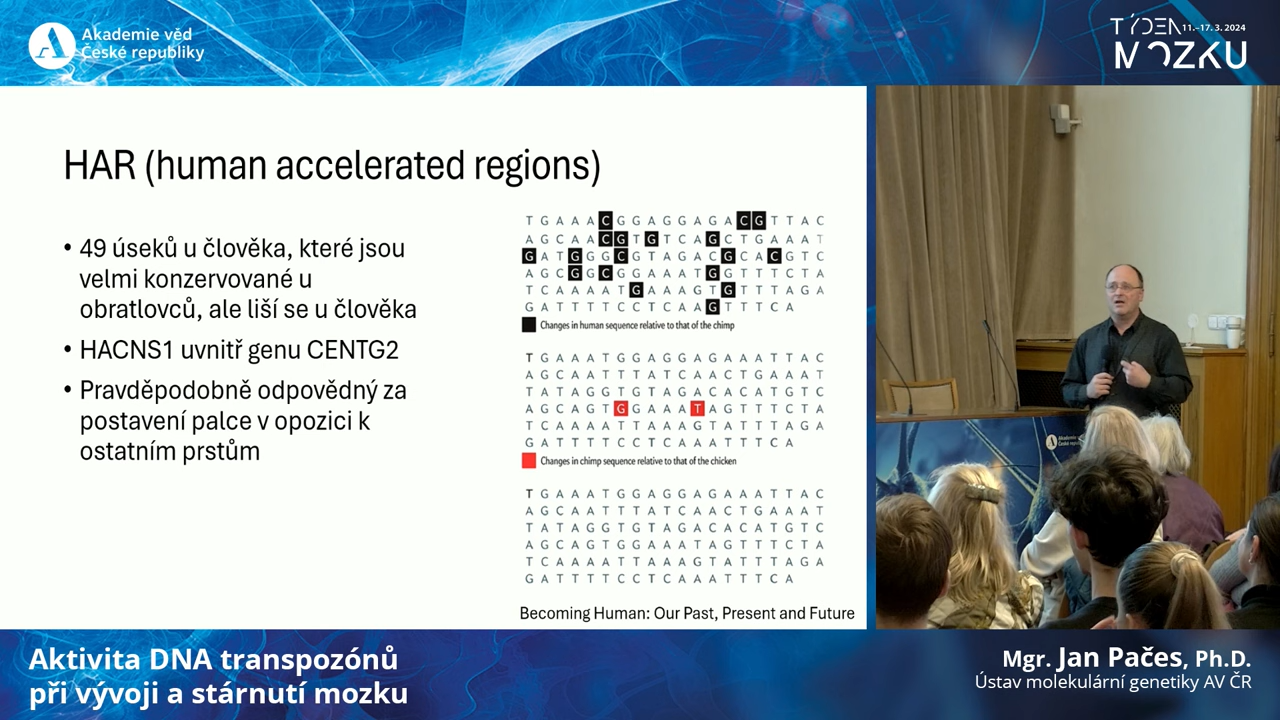 Akademie věd
České republiky
TÝDEN 11.–17. 3. 2024
MOZKU
HAR (human accelerated regions)
• 49 úseků u člověka, které jsou
velmi konzervované u
obratlovců, ale liší se u člověka
• HACNS1 uvnitř genu CENTG2
• Pravděpodobně odpovědný za
postavení palce v opozici k
ostatním prstům
T G A A A C G G A G G A G A C G T T A C
A G C A A C G T G T C A G C T G A A A T
G A T G G G C G T A G A C G C A C G T C
A G C G G C G G A A A T G G T T T C T A
T C A A A A T G A A A G T G T T T A G A
G A T T T T C C T C A A G T T T C A
Changes in human sequence relative to that of the chimp
T G A A A T G G A G G A G A A A T T A C
A G C A A T T T A T C A A C T G A A A T
T A T A G G T G T A G A C A C A T G T C
A G C A G T G G A A A T A G T T T C T A
T C A A A A T T A A A G T A T T T A G A
G A T T T T C C T C A A A T T T C A
Changes in chimp sequence relative to that of the chicken
T G A A A T G G A G G A G A A A T T A C
A G C A A T T T A T C A A C T G A A A T
T A T A G G T G T A G A C A C A T G T C
A G C A G T G G A A A T A G T T T C T A
T C A A A A T T A A A G T A T T T A G A
G A T T T T C C T C A A A T T T C A
Becoming Human: Our Past, Present and Future
Akademie věd
České republiky
Aktivita DNA transpozónů
při vývoji a stárnutí mozku
Mgr. Jan Pačes, Ph.D.
Ústav molekulární genetiky AV ČR